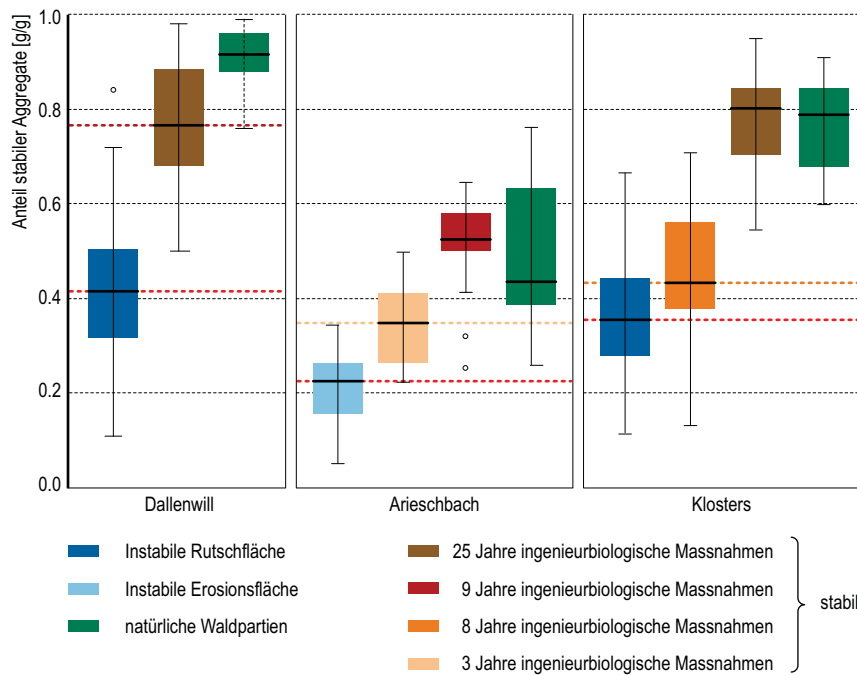 Anteil stabiler Aggregate [g/g]
1.0
0.8
0.6
0.4
0.2
0.0
Dallenwill
Arieschbach
Klosters
Instabile Rutschfläche
Instabile Erosionsfläche
natürliche Waldpartien
25 Jahre ingenieurbiologische Massnahmen
9 Jahre ingenieurbiologische Massnahmen
8 Jahre ingenieurbiologische Massnahmen
3 Jahre ingenieurbiologische Massnahmen
stabil